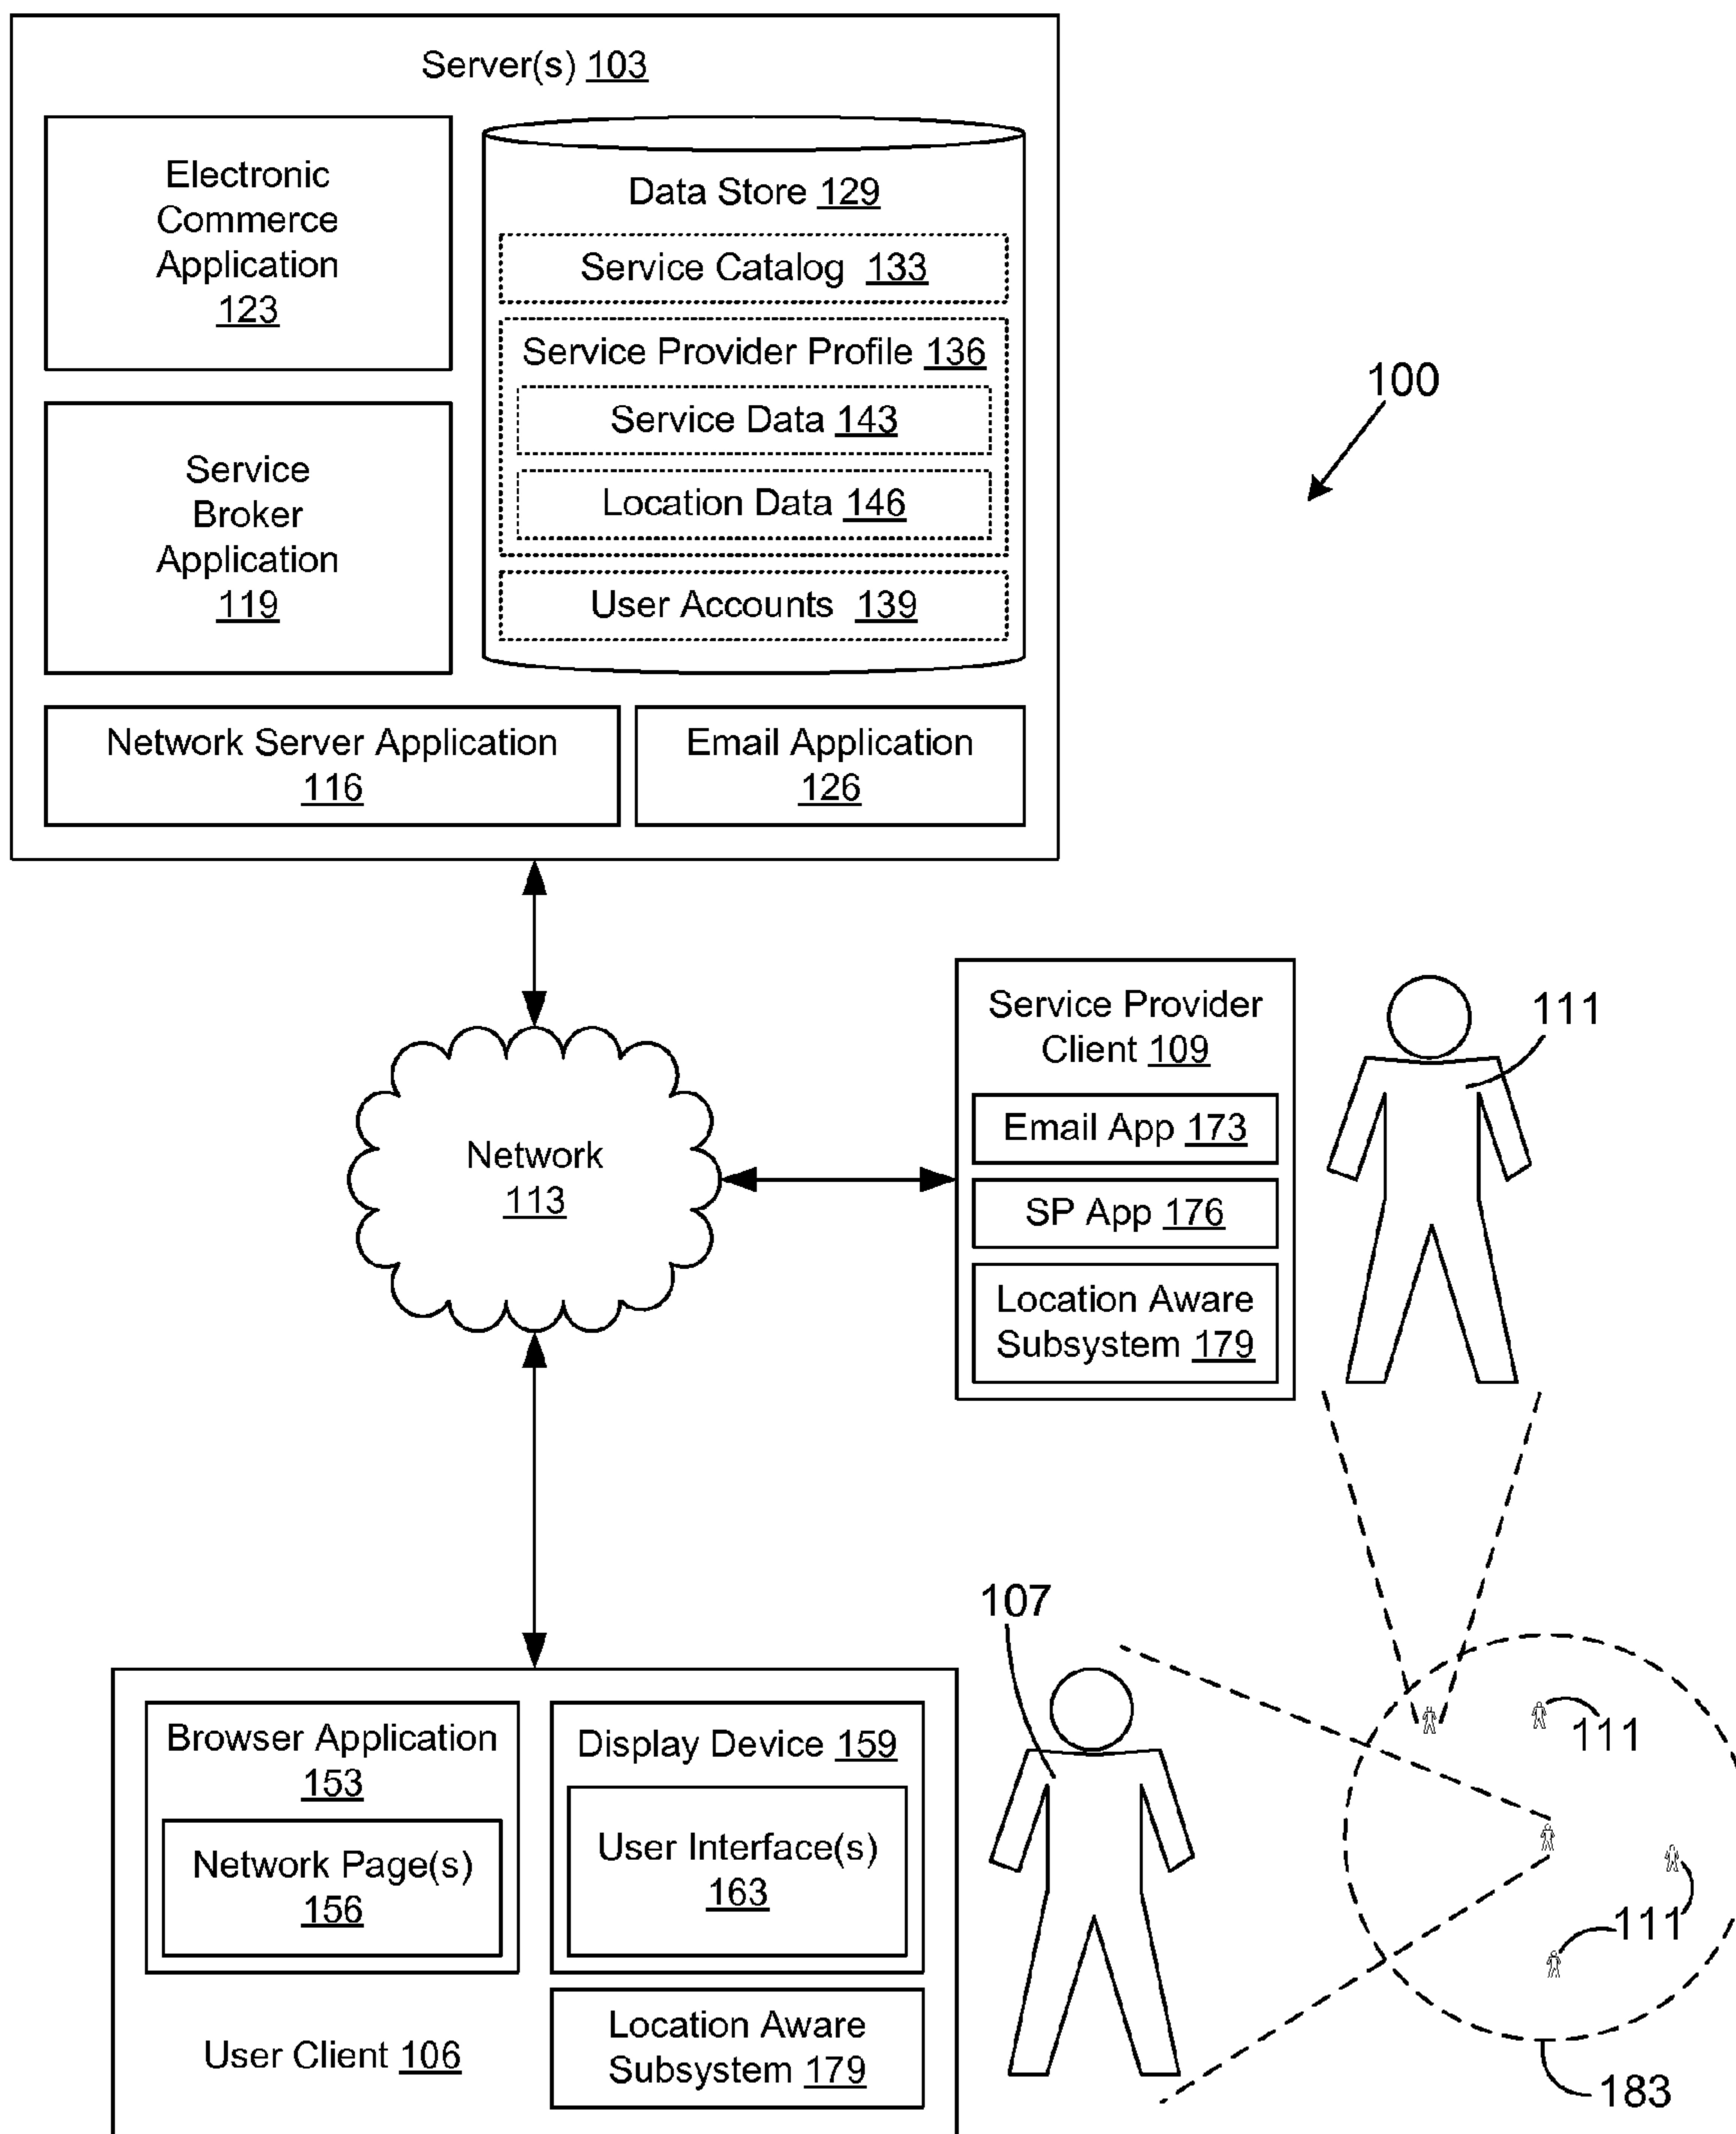 Server(s) 103
Electronic
Commerce
Application
123
Data Store 129
Service Catalog 133
Service Provider Profile 136
Service Data 143
Location Data 146
User Accounts 139
Service
Broker
Application
119
Network Server Application
116
Email Application
126
100
Network
113
Service Provider
Client 109
Email App 173
SP App 176
Location Aware
Subsystem 179
111
Browser Application
153
Network Page(s)
156
Display Device 159
User Interface(s)
163
User Client 106
Location Aware
Subsystem 179
107
111
111
183